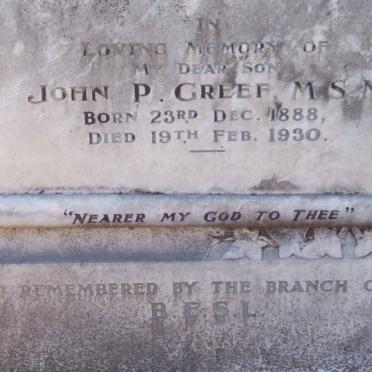 IN
LOVING MEMORY OF
MY DEAR SON
JOHN P. GREEF M.S.M
BORN 23RD DEC. 1888,
DIED 19TH FEB. 1930.
"NEARER MY GOD TO THEE."
REMEMBERED BY THE BRANCH
B.E.S.L.